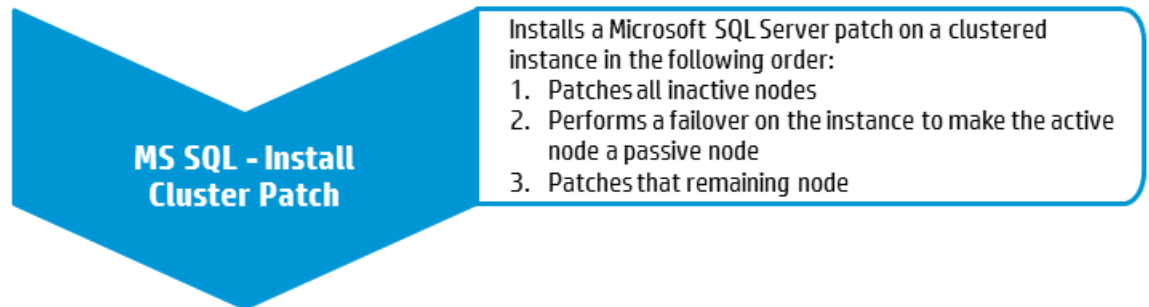 MS SQL - Install
Cluster Patch
Installs a Microsoft SQL Server patch on a clustered
instance in the following order:
1. Patches all inactive nodes
2. Performs a failover on the instance to make the active
node a passive node
3. Patches that remaining node